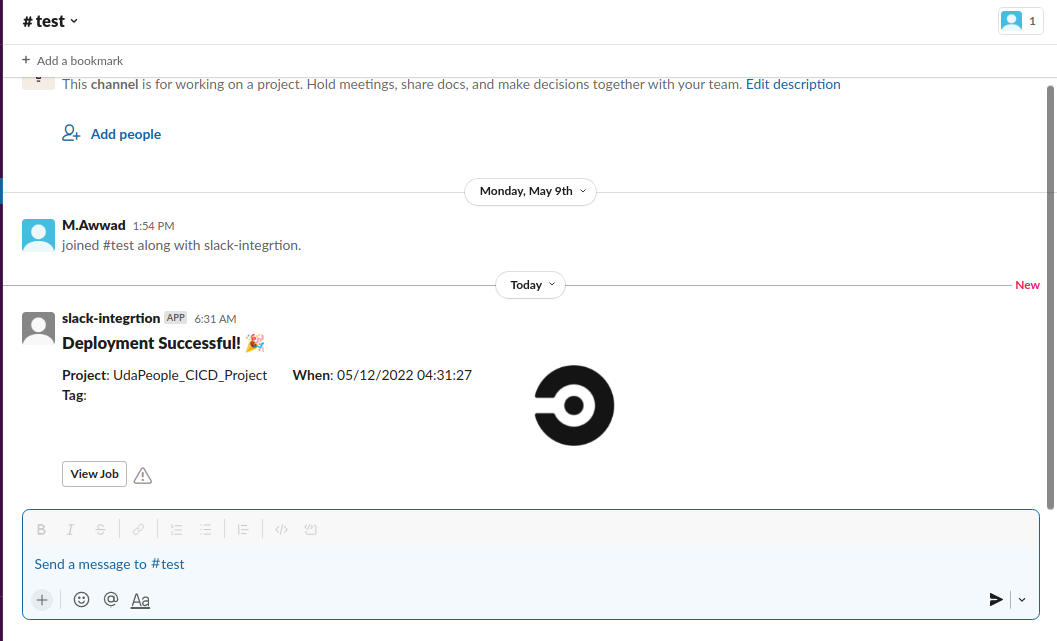 # test
1
+ Add a bookmark
This channel is for working on a project. Hold meetings, share docs, and make decisions together with your team. Edit description
Add people
Monday, May 9th
M.Awwad 1:54 PM
joined #test along with slack-integrtion.
Today
New
slack-integrtion APP 6:31 AM
Deployment Successful! 🎉
Project: UdaPeople_CICD_Project When: 05/12/2022 04:31:27
Tag:
View Job
B I S
Send a message to #test
+ @ Aa